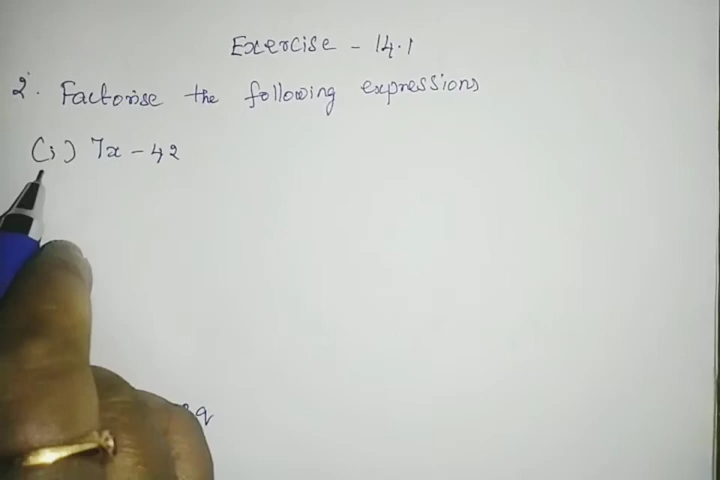 Exercise - 14.1
2. Factorise the following expressions
(i) 7x - 42
q